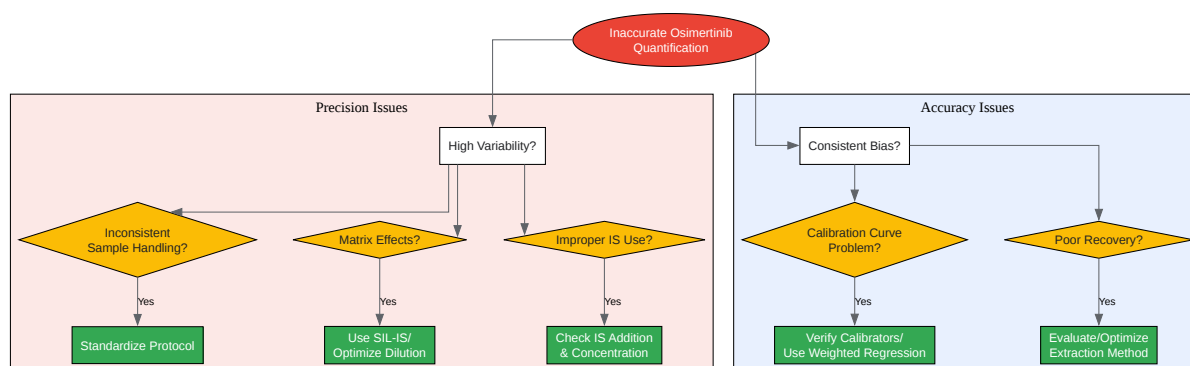 Inaccurate Osimertinib
Quantification
Precision Issues
High Variability?
Inconsistent
Sample Handling?
Matrix Effects?
Improper IS Use?
Yes
Yes
Yes
Standardize Protocol
Use SIL-IS/
Optimize Dilution
Check IS Addition
& Concentration
Accuracy Issues
Consistent Bias?
Calibration Curve
Problem?
Poor Recovery?
Yes
Yes
Verify Calibrators/
Use Weighted Regression
Evaluate/Optimize
Extraction Method